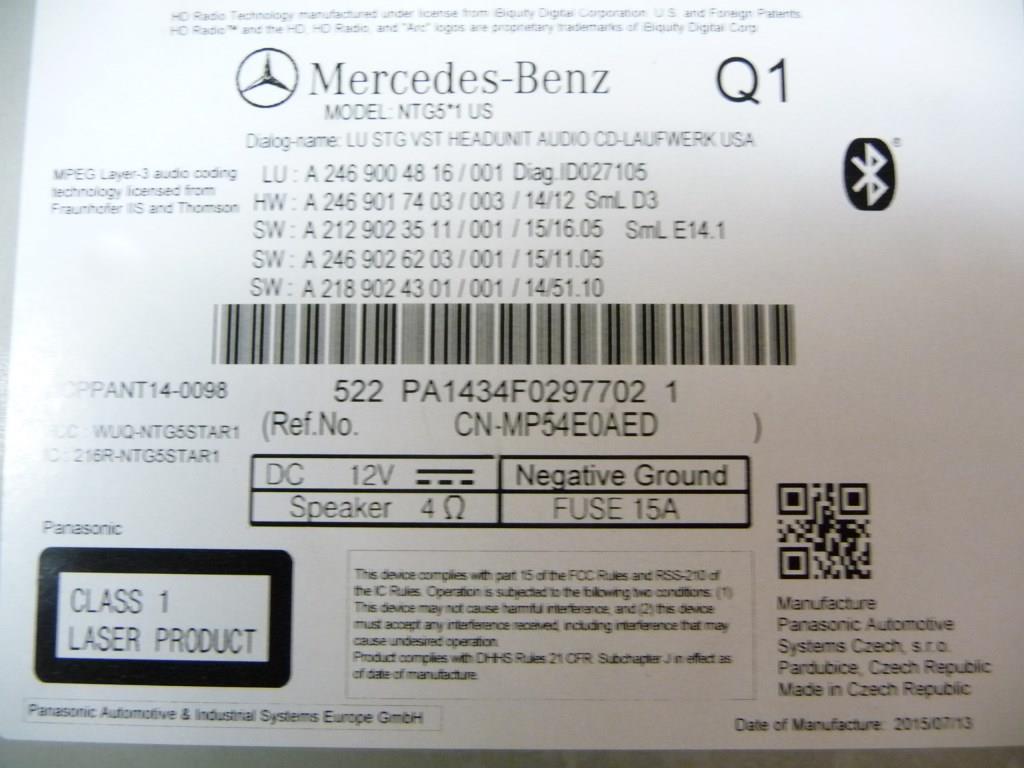 HD Radio Technology manufactured under license from iBiquity Digital Corporation. U.S. and Foreign Patents.
HD Radio™ and the HD, HD Radio, and "Arc" logos are proprietary trademarks of iBiquity Digital Corp.
Mercedes-Benz Q1
MODEL: NTG5*1 US
Dialog-name: LU STG VST HEADUNIT AUDIO CD-LAUFWERK USA
MPEG Layer-3 audio coding
technology licensed from
Fraunhofer IIS and Thomson
LU : A 246 900 48 16 / 001 Diag.ID027105
HW : A 246 901 74 03 / 003 / 14/12 SmL D3
SW : A 212 902 35 11 / 001 / 15/16.05 SmL E14.1
SW : A 246 902 62 03 / 001 / 15/11.05
SW : A 218 902 43 01 / 001 / 14/51.10
CPPANT14-0098
522 PA1434F0297702 1
(Ref.No. CN-MP54E0AED )
FCC : WUQ-NTG5STAR1
IC : 216R-NTG5STAR1
DC 12V Negative Ground
Speaker 4 Ω FUSE 15A
Panasonic
CLASS 1
LASER PRODUCT
This device complies with part 15 of the FCC Rules and RSS-210 of
the IC Rules. Operation is subjected to the following two conditions: (1)
This device may not cause harmful interference, and (2) this device
must accept any interference received, including interference that may
cause undesired operation.
Product complies with DHHS Rules 21 CFR. Subchapter J in effect as
of date of manufacture.
Manufacture
Panasonic Automotive
Systems Czech, s.r.o.
Pardubice, Czech Republic
Made in Czech Republic
Panasonic Automotive & Industrial Systems Europe GmbH
Date of Manufacture: 2015/07/13